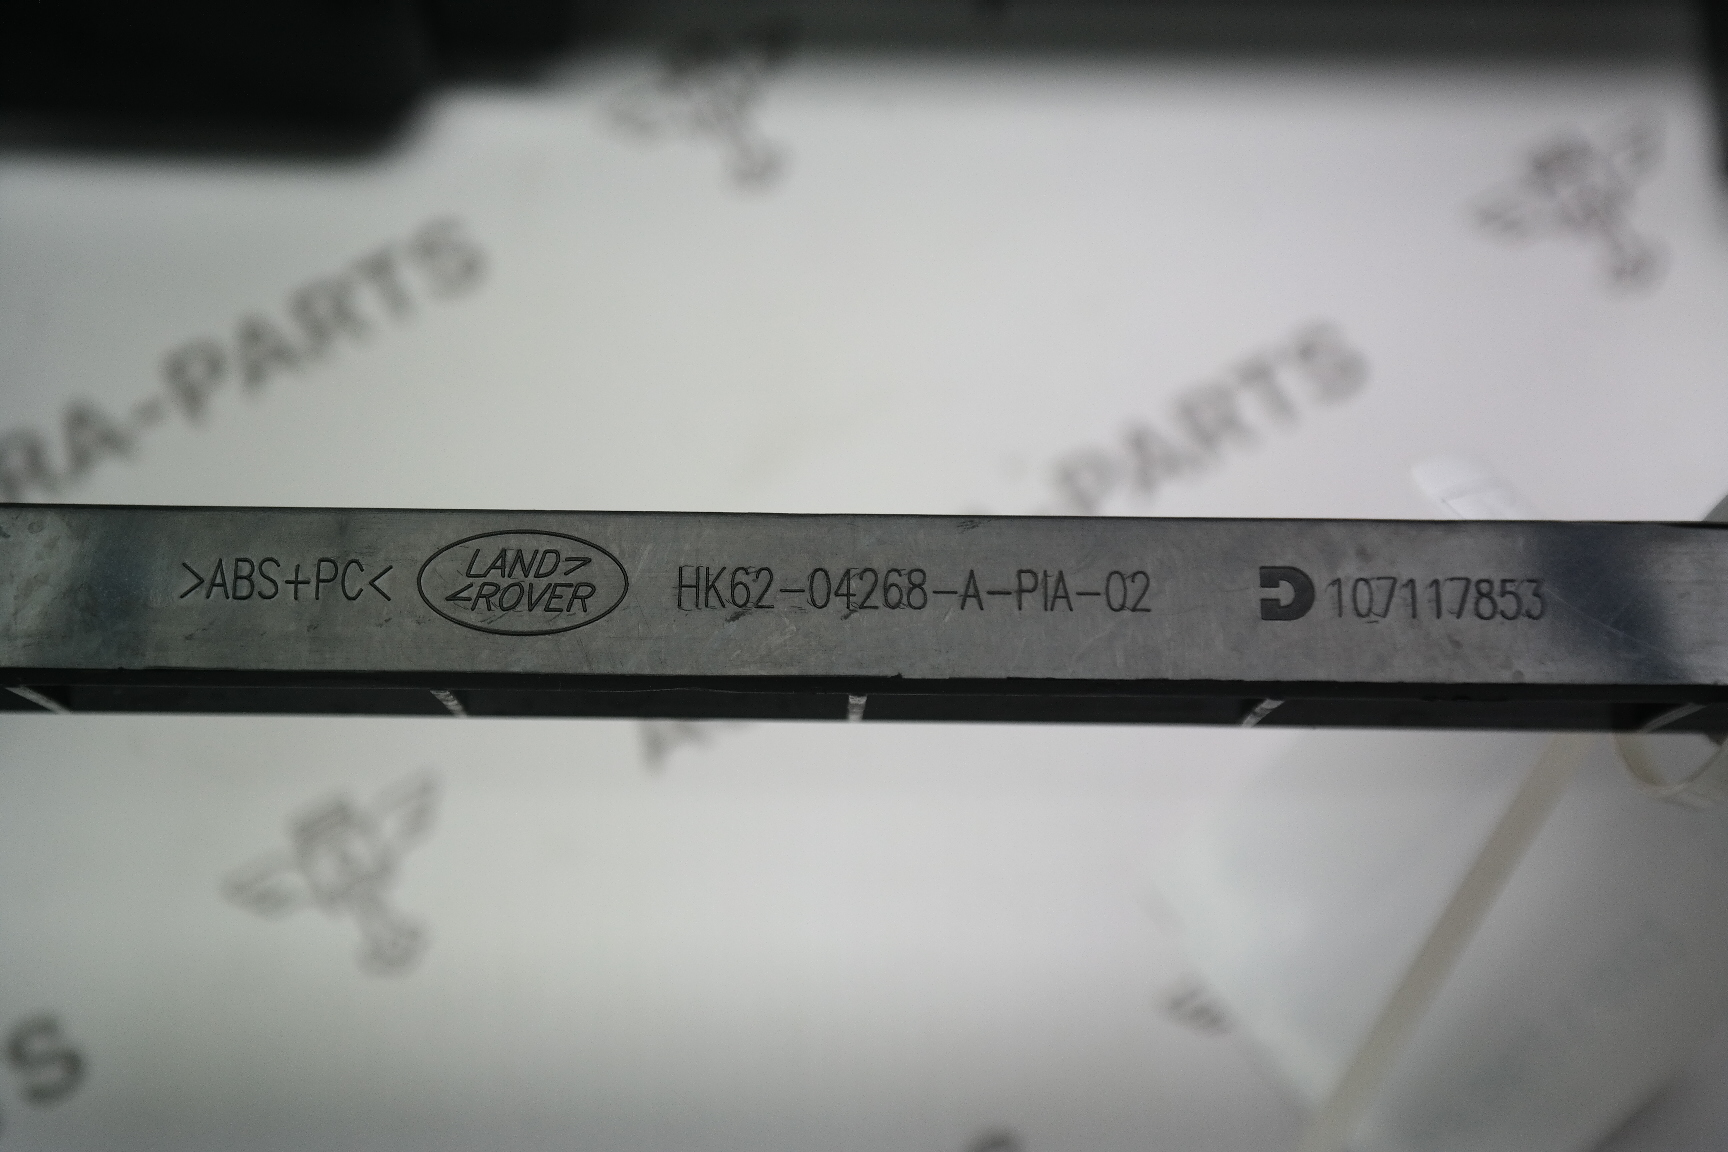 RA-PARTS
PARTS
>ABS+PC< LAND> <ROVER HK62-04268-A-PIA-02 107117853
S